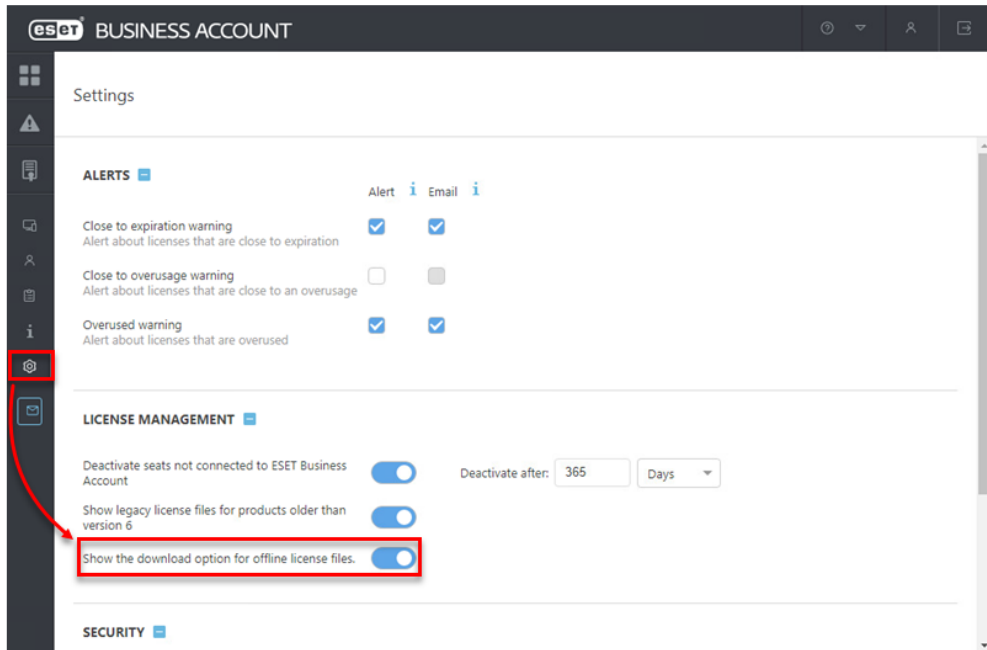 eset BUSINESS ACCOUNT
Settings
ALERTS
Alert i Email i
Close to expiration warning
Alert about licenses that are close to expiration
Close to overusage warning
Alert about licenses that are close to an overusage
Overused warning
Alert about licenses that are overused
LICENSE MANAGEMENT
Deactivate seats not connected to ESET Business
Account
Deactivate after: 365 Days
Show legacy license files for products older than
version 6
Show the download option for offline license files.
SECURITY